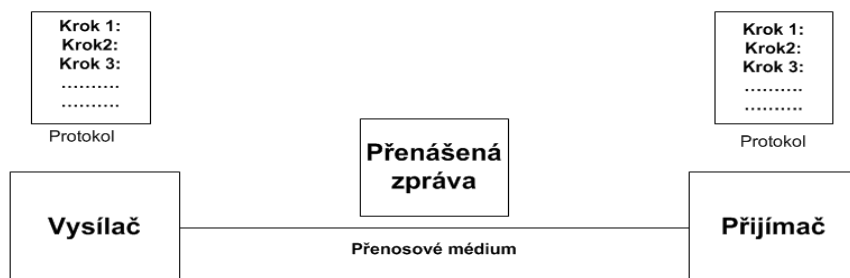 Krok 1:
Krok2:
Krok 3:
..........
..........
Protokol
Krok 1:
Krok2:
Krok 3:
..........
..........
Protokol
Přenášená
zpráva
Vysílač
Přenosové médium
Přijímač